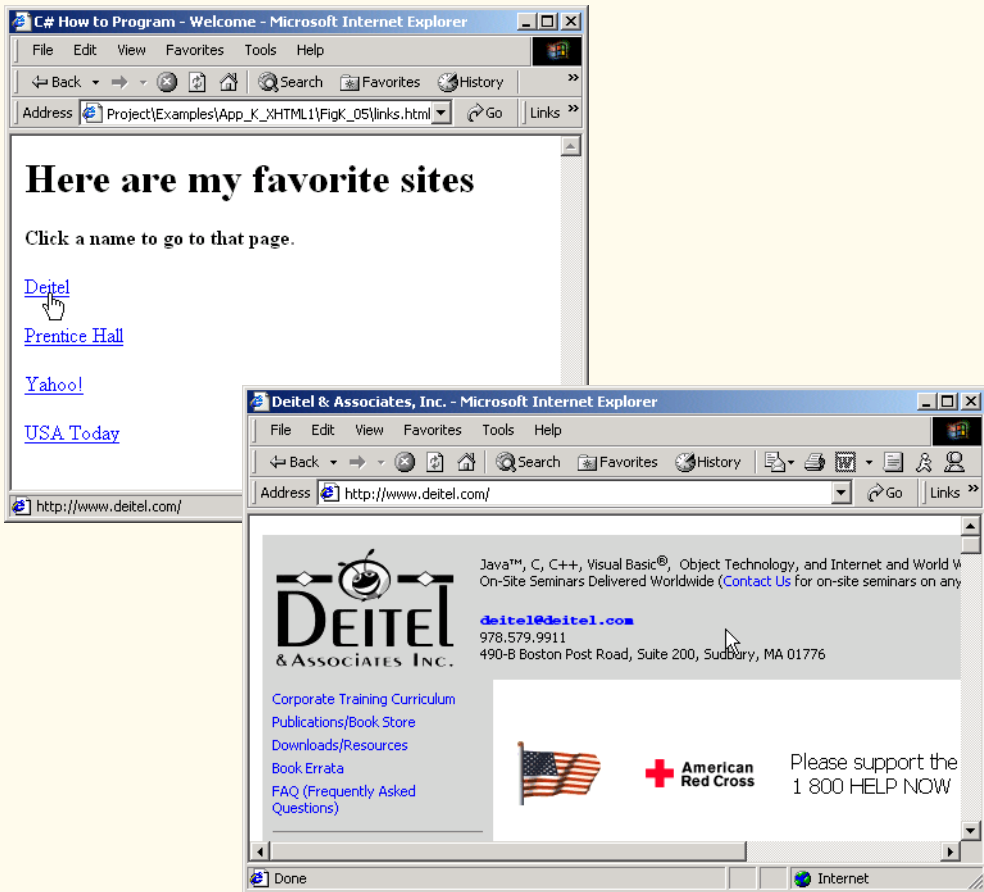 C# How to Program - Welcome - Microsoft Internet Explorer
File Edit View Favorites Tools Help
Back Search Favorites History »
Address Project\Examples\App_K_XHTML1\FigK_05\links.html Go Links »
Here are my favorite sites
Click a name to go to that page.
Deitel
Prentice Hall
Yahoo!
USA Today
http://www.deitel.com/
Deitel & Associates, Inc. - Microsoft Internet Explorer
File Edit View Favorites Tools Help
Back Search Favorites History
Address http://www.deitel.com/ Go Links »
DEITEL
& ASSOCIATES INC.
Java™, C, C++, Visual Basic®, Object Technology, and Internet and World W
On-Site Seminars Delivered Worldwide (Contact Us for on-site seminars on any
deitel@deitel.com
978.579.9911
490-B Boston Post Road, Suite 200, Sudbury, MA 01776
Corporate Training Curriculum
Publications/Book Store
Downloads/Resources
Book Errata
FAQ (Frequently Asked
Questions)
American
Red Cross
Please support the
1 800 HELP NOW
Done Internet